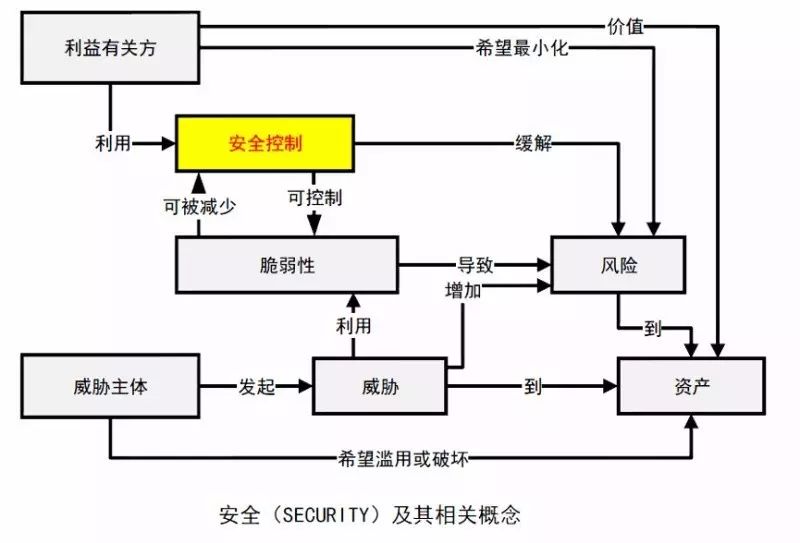 价值
利益有关方
希望最小化
利用
安全控制
缓解
可被减少
可控制
脆弱性
导致
风险
增加
利用
到
威胁主体
发起
威胁
到
资产
希望滥用或破坏
安全（SECURITY）及其相关概念